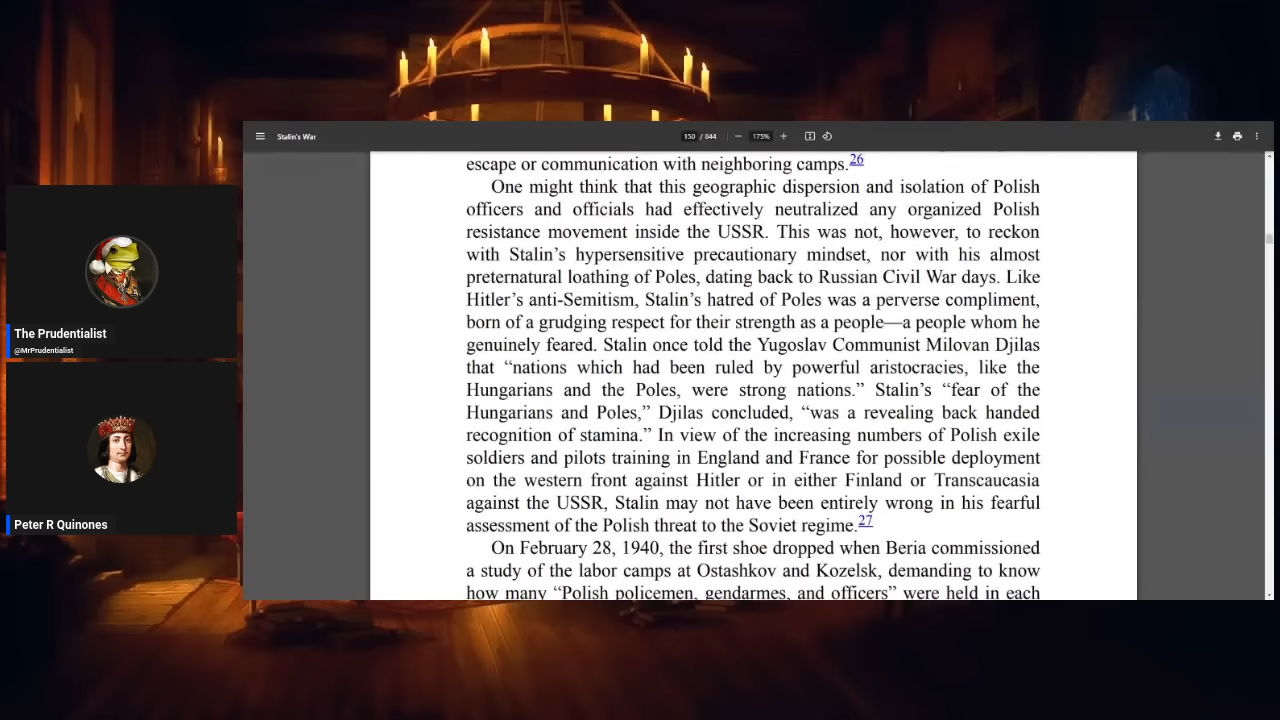 Stalin's War
150 / 844
175%
escape or communication with neighboring camps.26
One might think that this geographic dispersion and isolation of Polish
officers and officials had effectively neutralized any organized Polish
resistance movement inside the USSR. This was not, however, to reckon
with Stalin’s hypersensitive precautionary mindset, nor with his almost
preternatural loathing of Poles, dating back to Russian Civil War days. Like
Hitler’s anti-Semitism, Stalin’s hatred of Poles was a perverse compliment,
born of a grudging respect for their strength as a people—a people whom he
genuinely feared. Stalin once told the Yugoslav Communist Milovan Djilas
that “nations which had been ruled by powerful aristocracies, like the
Hungarians and the Poles, were strong nations.” Stalin’s “fear of the
Hungarians and Poles,” Djilas concluded, “was a revealing back handed
recognition of stamina.” In view of the increasing numbers of Polish exile
soldiers and pilots training in England and France for possible deployment
on the western front against Hitler or in either Finland or Transcaucasia
against the USSR, Stalin may not have been entirely wrong in his fearful
assessment of the Polish threat to the Soviet regime.27
On February 28, 1940, the first shoe dropped when Beria commissioned
a study of the labor camps at Ostashkov and Kozelsk, demanding to know
how many “Polish policemen, gendarmes, and officers” were held in each
The Prudentialist
@MrPrudentialist
Peter R Quinones